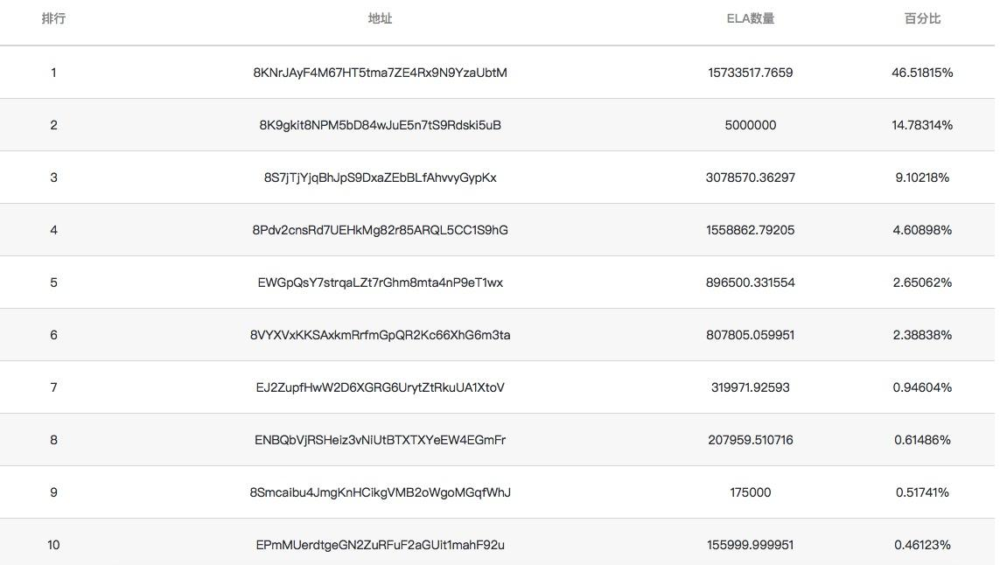 排行 地址 ELA数量 百分比
1 8KNrJAyF4M67HT5tma7ZE4Rx9N9YzaUbtM 15733517.7659 46.51815%
2 8K9gkit8NPM5bD84wJuE5n7tS9Rdski5uB 5000000 14.78314%
3 8S7jTjYjqBhJpS9DxaZEbBLfAhvvyGypKx 3078570.36297 9.10218%
4 8Pdv2cnsRd7UEHkMg82r85ARQL5CC1S9hG 1558862.79205 4.60898%
5 EWGpQsY7strqaLZt7rGhm8mta4nP9eT1wx 896500.331554 2.65062%
6 8VYXVxKKSAxkmRrfmGpQR2Kc66XhG6m3ta 807805.059951 2.38838%
7 EJ2ZupfHwW2D6XGRG6UrytZtRkuUA1XtoV 319971.92593 0.94604%
8 ENBQbVjRSHeiz3vNiUtBTXTXYeEW4EGmFr 207959.510716 0.61486%
9 8Smcaibu4JmgKnHCikgVMB2oWgoMGqfWhJ 175000 0.51741%
10 EPmMUerdtgeGN2ZuRFuF2aGUit1mahF92u 155999.999951 0.46123%